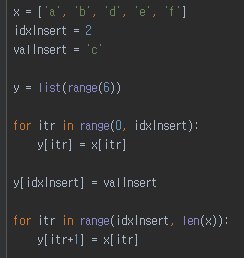 x = ['a', 'b', 'd', 'e', 'f']
idxInsert = 2
valInsert = 'c'
y = list(range(6))
for itr in range(0, idxInsert):
    y[itr] = x[itr]
y[idxInsert] = valInsert
for itr in range(idxInsert, len(x)):
    y[itr+1] = x[itr]